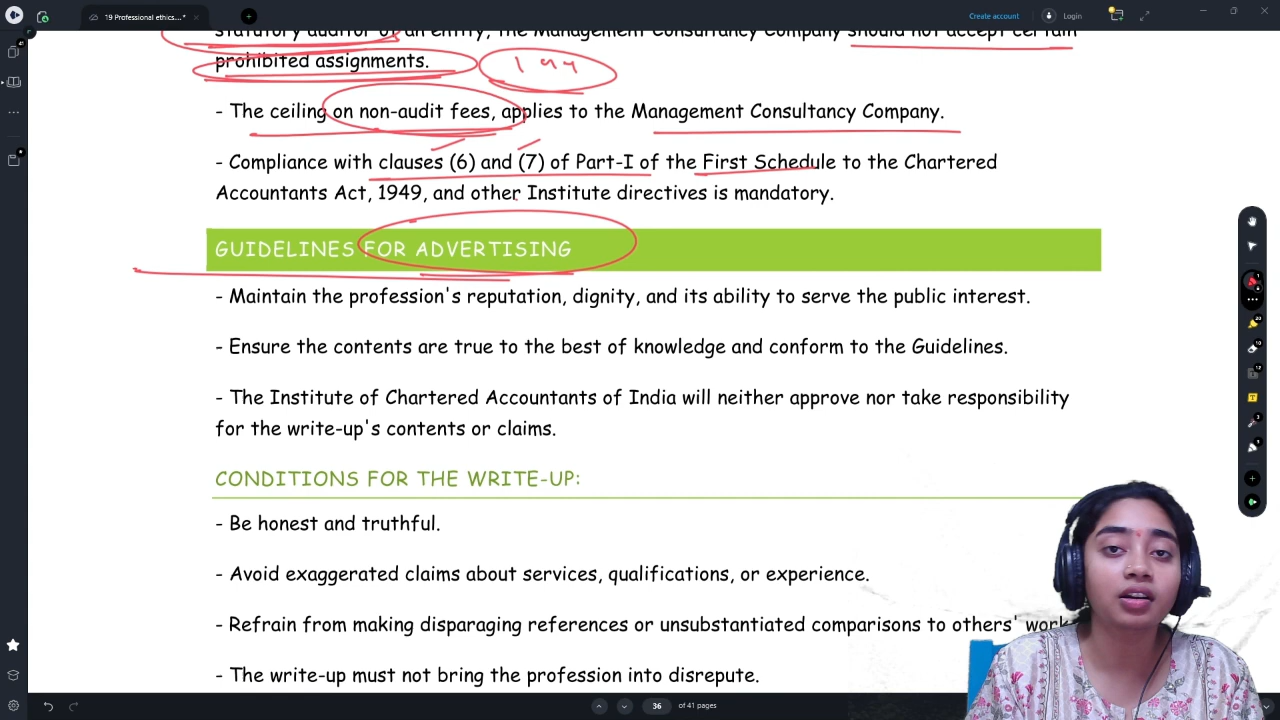 19 Professional ethics....*
Create account
Login
statutory auditor of an entity, the Management Consultancy Company should not accept certain
prohibited assignments. 144
- The ceiling on non-audit fees, applies to the Management Consultancy Company.
- Compliance with clauses (6) and (7) of Part-I of the First Schedule to the Chartered
Accountants Act, 1949, and other Institute directives is mandatory.
GUIDELINES FOR ADVERTISING
- Maintain the profession's reputation, dignity, and its ability to serve the public interest.
- Ensure the contents are true to the best of knowledge and conform to the Guidelines.
- The Institute of Chartered Accountants of India will neither approve nor take responsibility
for the write-up's contents or claims.
CONDITIONS FOR THE WRITE-UP:
- Be honest and truthful.
- Avoid exaggerated claims about services, qualifications, or experience.
- Refrain from making disparaging references or unsubstantiated comparisons to others' work
- The write-up must not bring the profession into disrepute.
36 of 41 pages